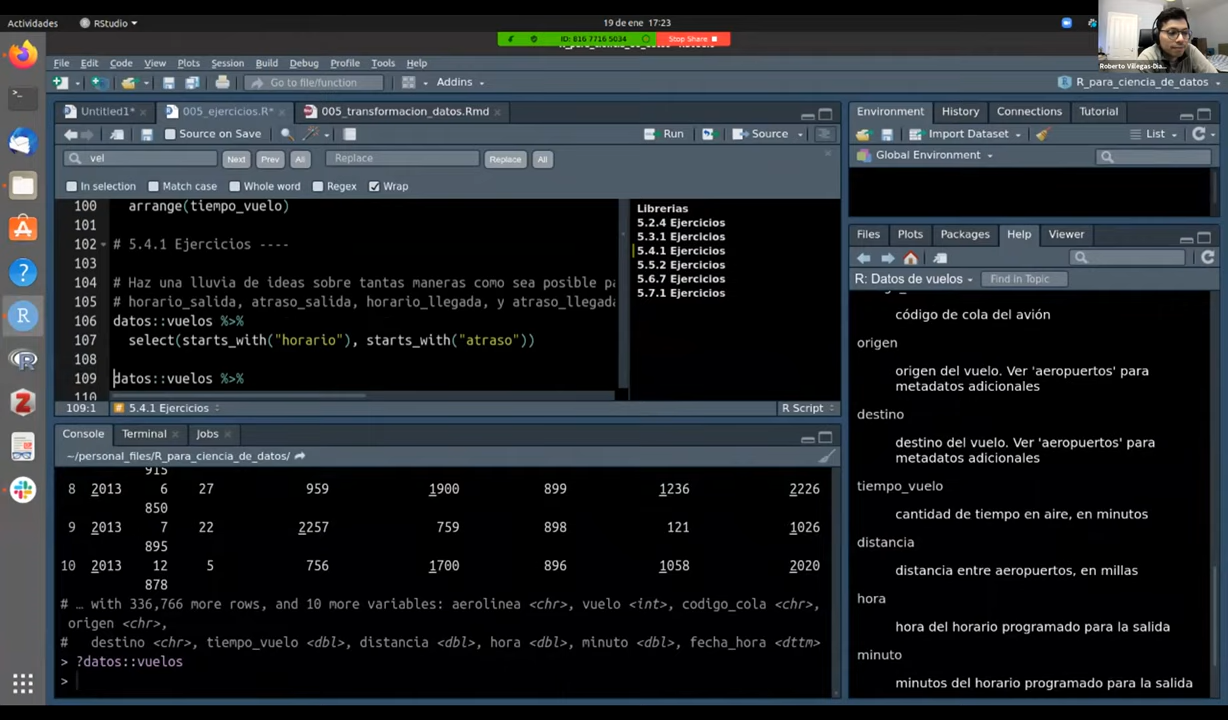 Actividades
RStudio
19 de ene 17:23
ID: 816 7716 5034
Stop Share
Roberto Villegas-Dia...
File Edit Code View Plots Session Build Debug Profile Tools Help
Go to file/function
Addins
R_para_ciencia_de_datos
Untitled1*
005_ejercicios.R*
005_transformacion_datos.Rmd
Source on Save
Run
Source
vel
Next
Prev
All
Replace
Replace
All
In selection
Match case
Whole word
Regex
Wrap
100 arrange(tiempo_vuelo)
101
102 # 5.4.1 Ejercicios ----
103
104 # Haz una lluvia de ideas sobre tantas maneras como sea posible pa
105 # horario_salida, atraso_salida, horario_llegada, y atraso_llegada
106 datos::vuelos %>%
107 select(starts_with("horario"), starts_with("atraso"))
108
109 datos::vuelos %>%
110
Librerias
5.2.4 Ejercicios
5.3.1 Ejercicios
5.4.1 Ejercicios
5.5.2 Ejercicios
5.6.7 Ejercicios
5.7.1 Ejercicios
109:1
# 5.4.1 Ejercicios
R Script
Console
Terminal
Jobs
~/personal_files/R_para_ciencia_de_datos/
915
8 2013 6 27 959 1900 899 1236 2226
850
9 2013 7 22 2257 759 898 121 1026
895
10 2013 12 5 756 1700 896 1058 2020
878
# … with 336,766 more rows, and 10 more variables: aerolinea <chr>, vuelo <int>, codigo_cola <chr>,
origen <chr>,
# destino <chr>, tiempo_vuelo <dbl>, distancia <dbl>, hora <dbl>, minuto <dbl>, fecha_hora <dttm>
> ?datos::vuelos
>
Environment
History
Connections
Tutorial
Import Dataset
List
Global Environment
Files
Plots
Packages
Help
Viewer
R: Datos de vuelos
Find in Topic
código de cola del avión
origen
origen del vuelo. Ver 'aeropuertos' para
metadatos adicionales
destino
destino del vuelo. Ver 'aeropuertos' para
metadatos adicionales
tiempo_vuelo
cantidad de tiempo en aire, en minutos
distancia
distancia entre aeropuertos, en millas
hora
hora del horario programado para la salida
minuto
minutos del horario programado para la salida